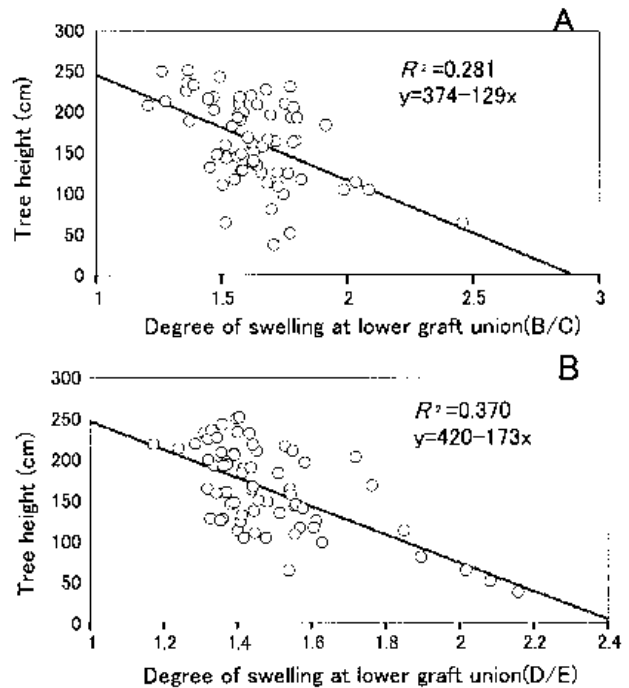 A
300
250
200
150
100
50
0
Tree height (cm)
R²=0.281
y=374-129x
1 1.5 2 2.5 3
Degree of swelling at lower graft union(B/C)
B
300
250
200
150
100
50
0
Tree height (cm)
R²=0.370
y=420-173x
1 1.2 1.4 1.6 1.8 2 2.2 2.4
Degree of swelling at lower graft union(D/E)